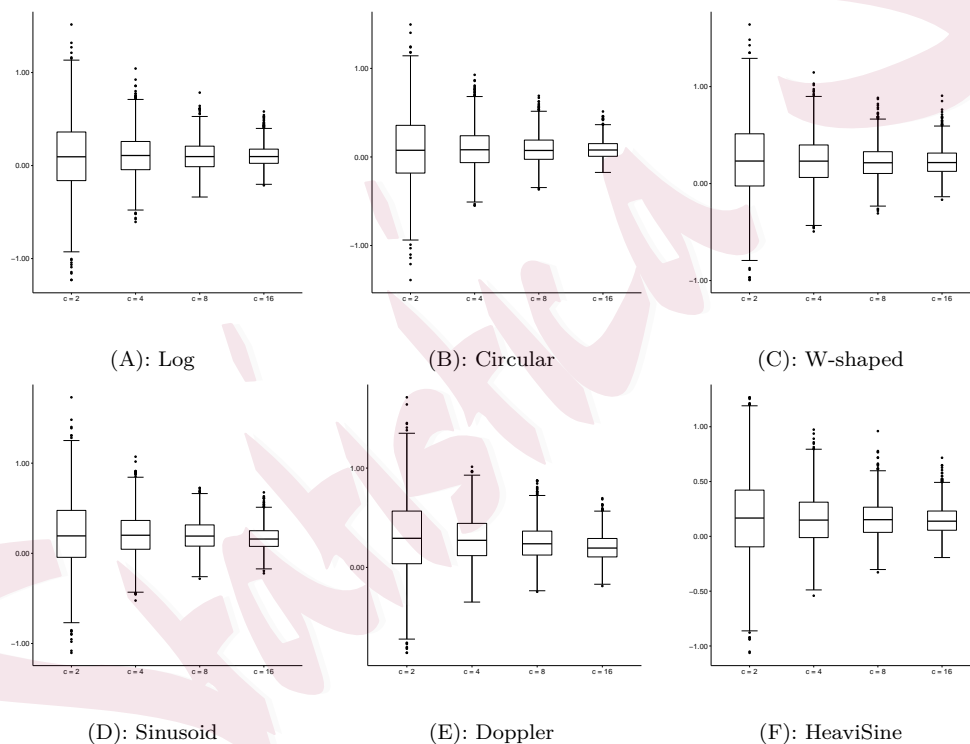 1.00
0.00
−1.00
c = 2 c = 4 c = 8 c = 16
(A): Log
1.00
0.00
−1.00
c = 2 c = 4 c = 8 c = 16
(B): Circular
1.00
0.00
−1.00
c = 2 c = 4 c = 8 c = 16
(C): W-shaped
1.00
0.00
−1.00
c = 2 c = 4 c = 8 c = 16
(D): Sinusoid
1.00
0.00
c = 2 c = 4 c = 8 c = 16
(E): Doppler
1.00
0.50
0.00
−0.50
−1.00
c = 2 c = 4 c = 8 c = 16
(F): HeaviSine
Statistica